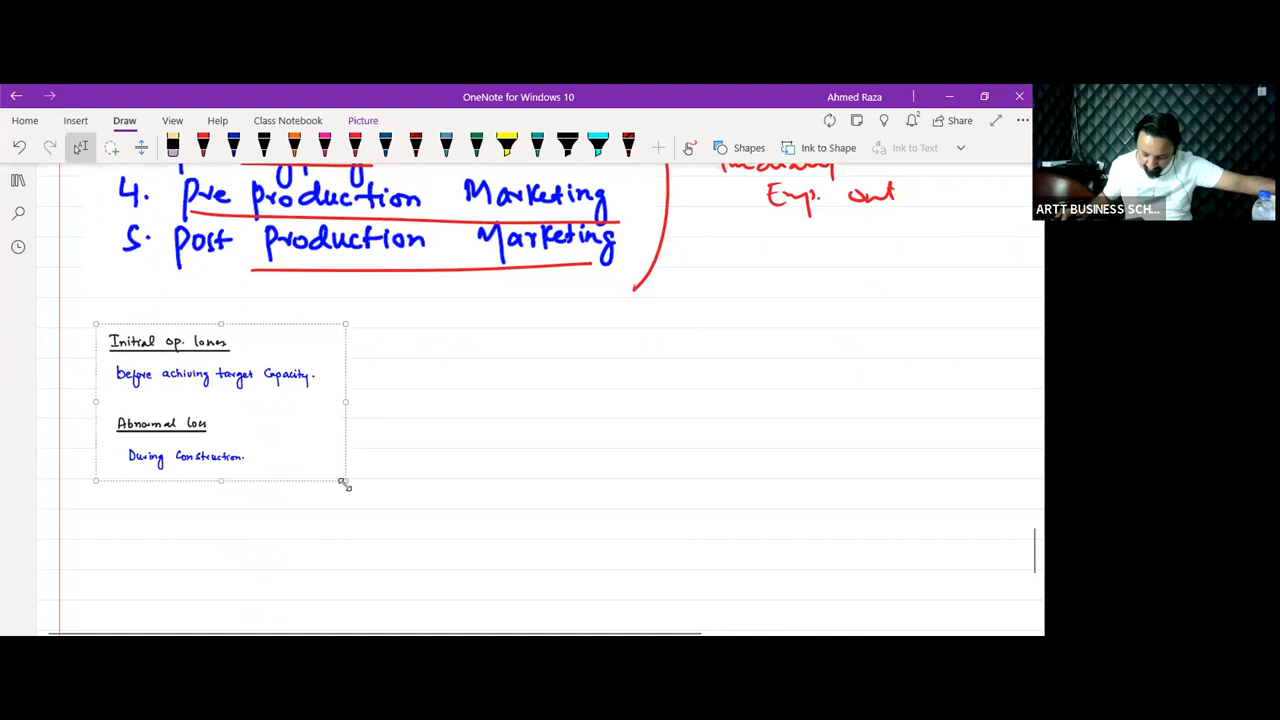 OneNote for Windows 10
Ahmed Raza
Home Insert Draw View Help Class Notebook Picture
Share
Shapes Ink to Shape Ink to Text
ARTT BUSINESS SCH...
4. Pre production Marketing
Exp. out
5. Post production Marketing
Initial op. losses
before achiving target Capacity.
Abnormal loss
During Construction.